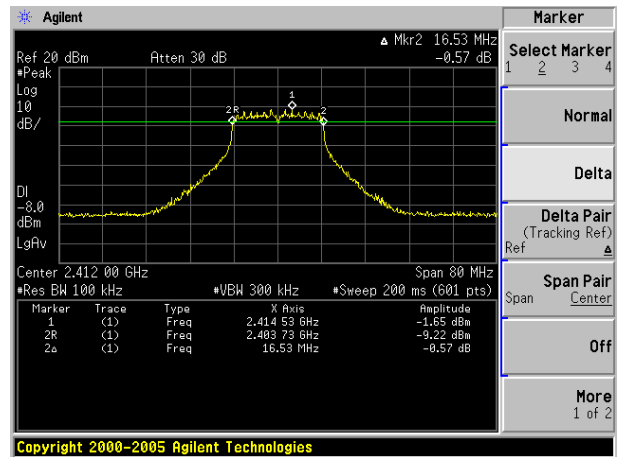 Agilent
Marker
Δ Mkr2 16.53 MHz
Ref 20 dBm Atten 30 dB -0.57 dB
#Peak
Log
10
dB/
1
2R
2
DI
-8.0
dBm
LgAv
Center 2.412 00 GHz Span 80 MHz
#Res BW 100 kHz #VBW 300 kHz #Sweep 200 ms (601 pts)
Marker Trace Type X Axis Amplitude
1 (1) Freq 2.414 53 GHz -1.65 dBm
2R (1) Freq 2.403 73 GHz -9.22 dBm
2Δ (1) Freq 16.53 MHz -0.57 dB
Select Marker
1 2 3 4
Normal
Delta
Delta Pair
(Tracking Ref)
Ref Δ
Span Pair
Span Center
Off
More
1 of 2
Copyright 2000-2005 Agilent Technologies